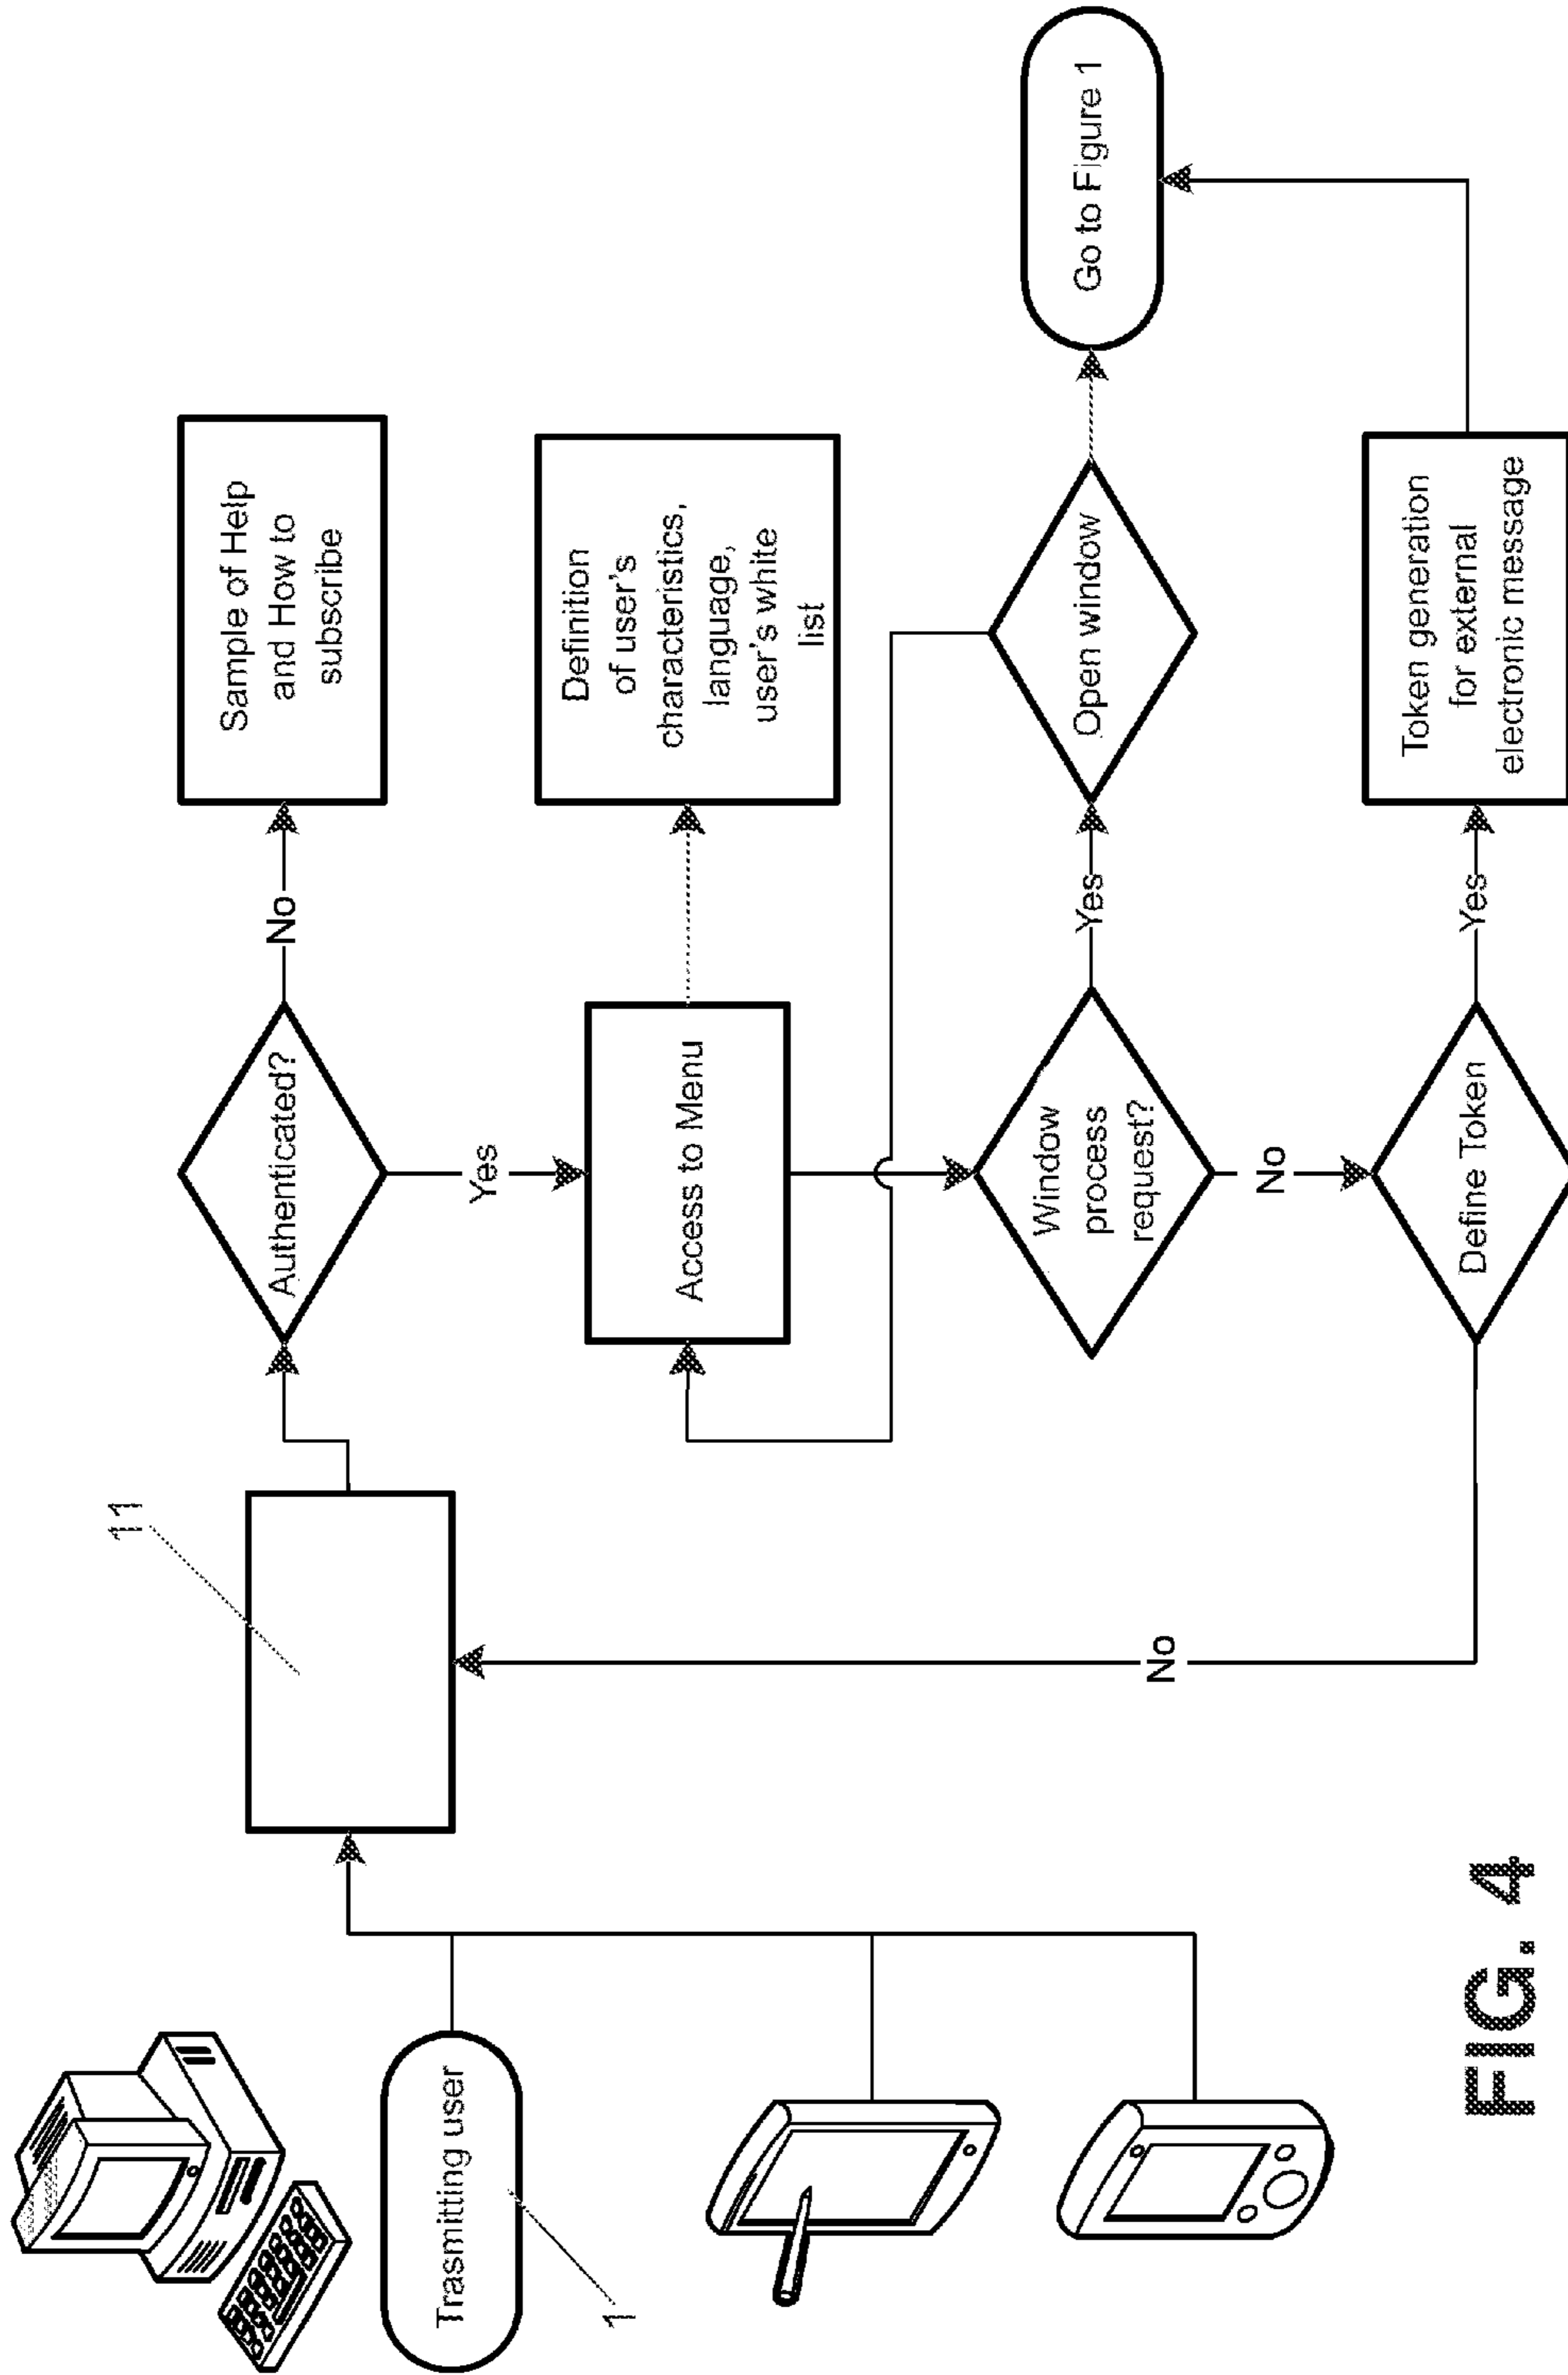 Trasmitting user
1
11
Authenticated?
No
Sample of Help
and How to
subscribe
Yes
Access to Menu
Definition
of user's
characteristics,
language,
user's white
list
Window
process
request?
Yes
Open window
Go to Figure 1
No
Define Token
Yes
Token generation
for external
electronic message
No
FIG. 4